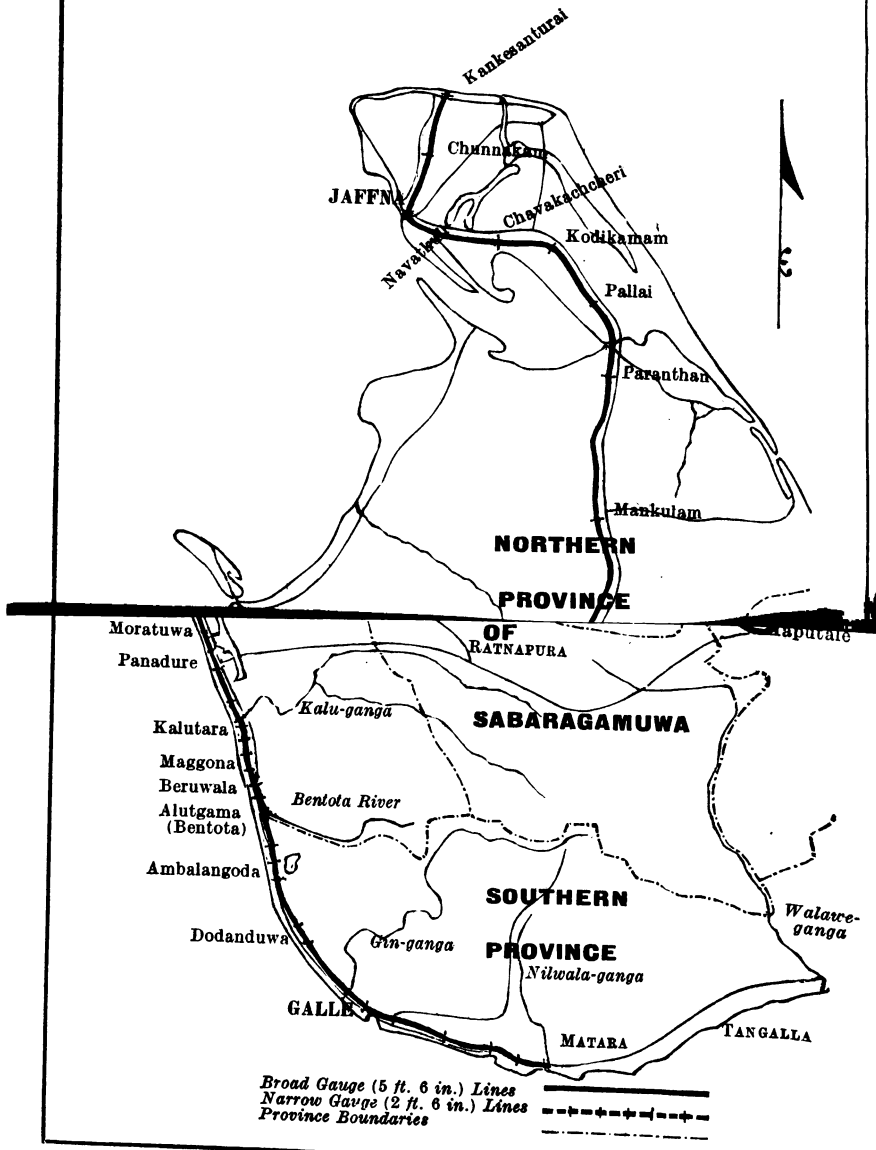 Kankesanturai
Chunnakam
JAFFNA
Chavakachcheri
Kodikamam
Pallai
Paranthan
Mankulam
NORTHERN
PROVINCE
OF
Moratuwa
RATNAPURA
Panadure
Kalu-ganga
SABARAGAMUWA
Kalutara
Maggona
Beruwala
Bentota River
Alutgama
(Bentota)
Ambalangoda
SOUTHERN
Walawe-
ganga
Dodanduwa
Gin-ganga
PROVINCE
Nilwala-ganga
GALLE
MATARA
TANGALLA
Broad Gauge (5 ft. 6 in.) Lines
Narrow Gauge (2 ft. 6 in.) Lines
Province Boundaries